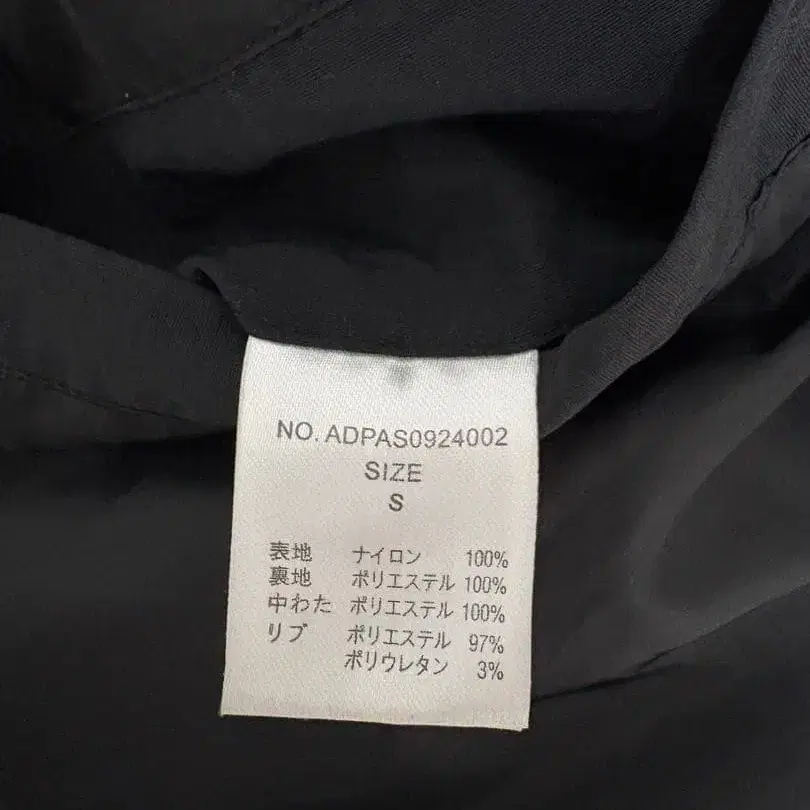 NO. ADPAS0924002
SIZE
S
表地 ナイロン 100%
裏地 ポリエステル 100%
中わた ポリエステル 100%
リブ ポリエステル 97%
ポリウレタン 3%